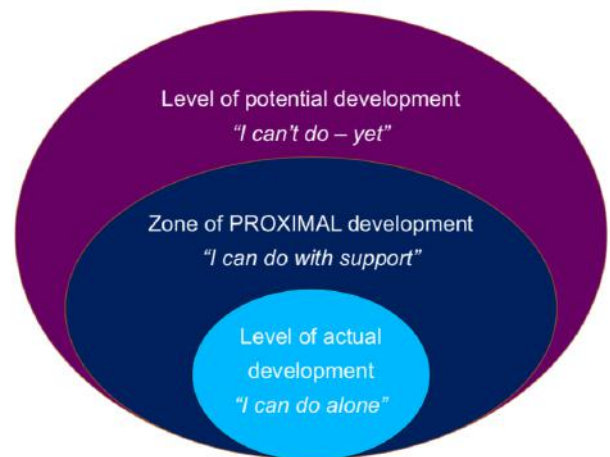 Level of potential development
“I can’t do – yet”
Zone of PROXIMAL development
“I can do with support”
Level of actual
development
“I can do alone”